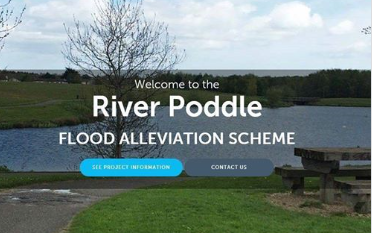 Welcome to the
River Poddle
FLOOD ALLEVIATION SCHEME
SEE PROJECT INFORMATION CONTACT US